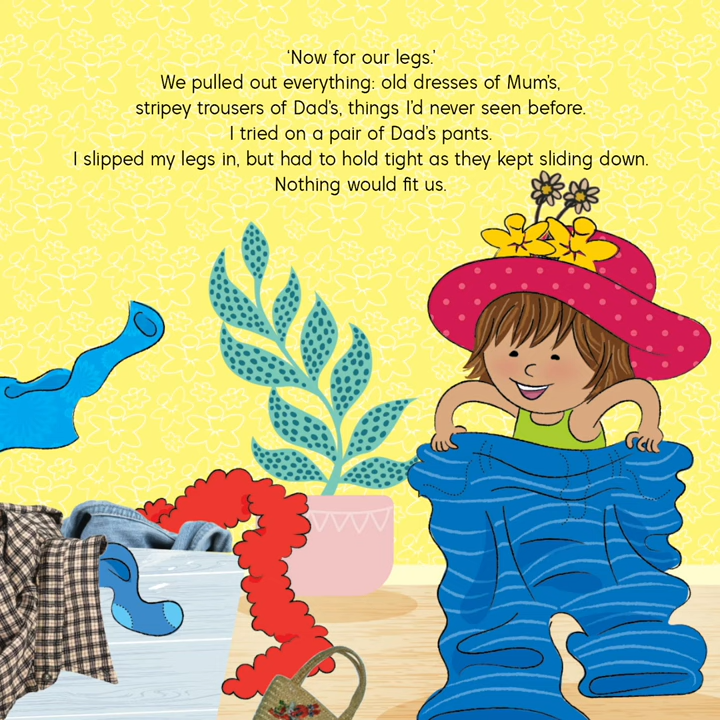 ‘Now for our legs.’
We pulled out everything: old dresses of Mum's,
stripey trousers of Dad's, things I'd never seen before.
I tried on a pair of Dad's pants.
I slipped my legs in, but had to hold tight as they kept sliding down.
Nothing would fit us.